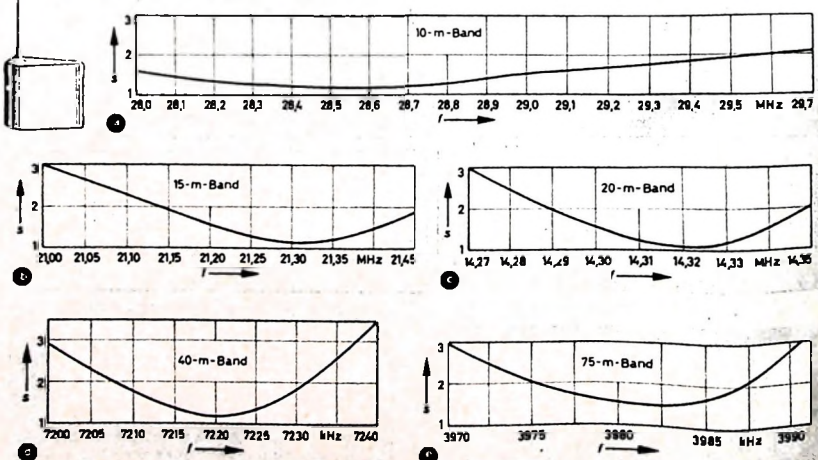 3
10-m-Band
s 2
1
28,0 28,1 28,2 28,3 28,4 28,5 28,6 28,7 28,8 28,9 29,0 29,1 29,2 29,3 29,4 29,5 MHz 29,7
a f
3
15-m-Band
s 2
1
21,00 21,05 21,10 21,15 21,20 21,25 21,30 21,35 MHz 21,45
b f
3
20-m-Band
s 2
1
14,27 14,28 14,29 14,30 14,31 14,32 14,33 MHz 14,35
c f
3
40-m-Band
s 2
1
7200 7205 7210 7215 7220 7225 7230 kHz 7240
d f
3
75-m-Band
s 2
1
3970 3975 3980 3985 kHz 3990
e f